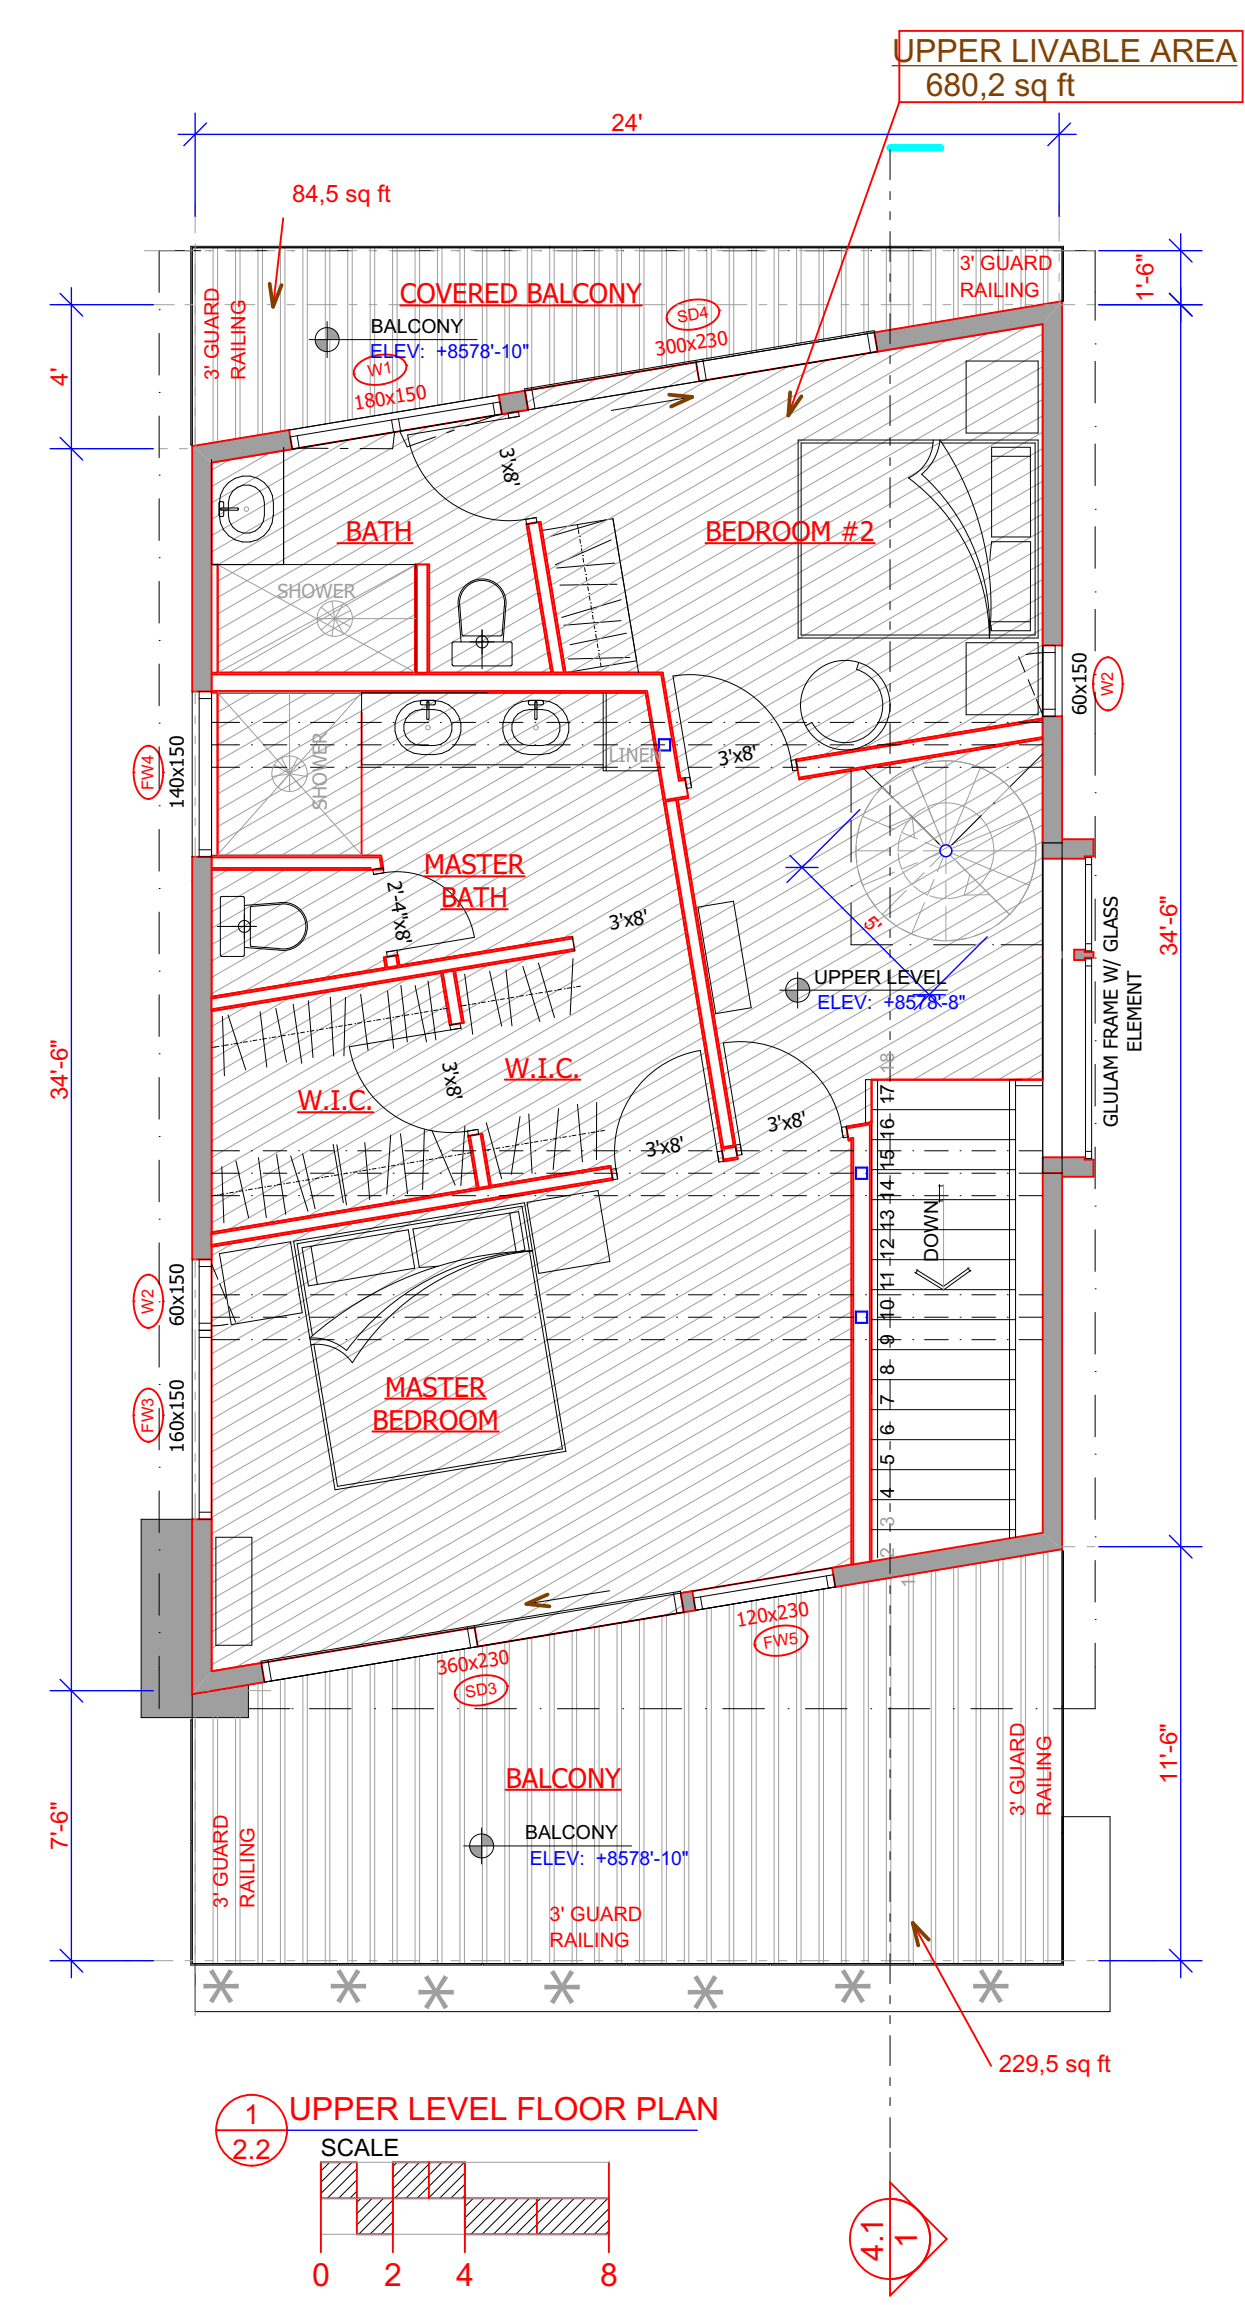 UPPER LIVABLE AREA
680,2 sq ft
24'
84,5 sq ft
1'-6"
3' GUARD
RAILING
3' GUARD
RAILING
COVERED BALCONY
BALCONY
ELEV: +8578'-10"
SD4
300x230
W1
180x150
4'
3'x8'
BATH
BEDROOM #2
SHOWER
60x150
W2
FW4
140x150
SHOWER
LINEN
3'x8'
MASTER
BATH
2'-4"x8'
3'x8'
5'
34'-6"
GLULAM FRAME W/ GLASS
ELEMENT
UPPER LEVEL
ELEV: +8578'-8"
34'-6"
W.I.C.
W.I.C.
3'x8'
3'x8'
3'x8'
18
17
16
15
14
13
12
11
10
9
8
7
6
5
4
3
2
1
DOWN
W2
60x150
FW3
160x150
MASTER
BEDROOM
120x230
FW5
360x230
SD3
3' GUARD
RAILING
11'-6"
7'-6"
BALCONY
BALCONY
ELEV: +8578'-10"
3' GUARD
RAILING
3' GUARD
RAILING
229,5 sq ft
1
2.2
UPPER LEVEL FLOOR PLAN
SCALE
0 2 4 8
4.1
1